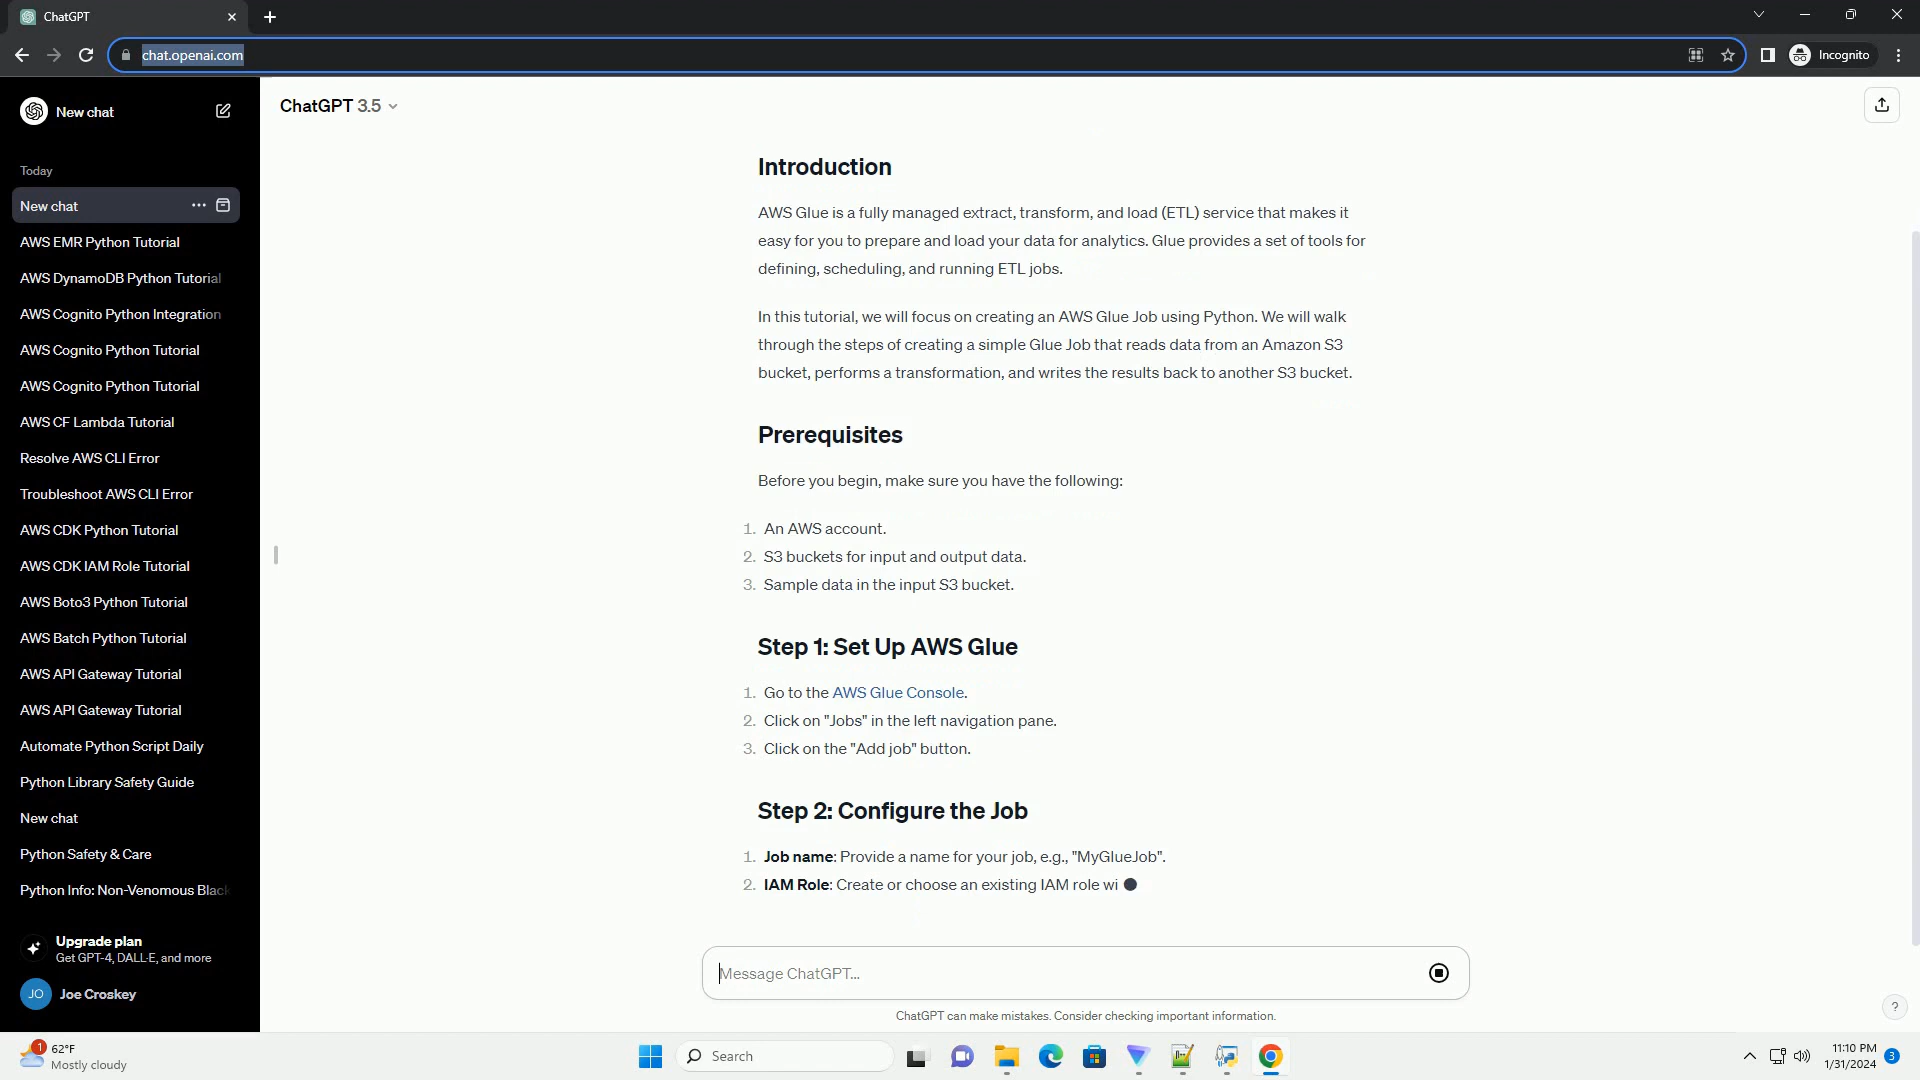 ChatGPT
chat.openai.com
Incognito
New chat
Today
New chat
AWS EMR Python Tutorial
AWS DynamoDB Python Tutorial
AWS Cognito Python Integration
AWS Cognito Python Tutorial
AWS Cognito Python Tutorial
AWS CF Lambda Tutorial
Resolve AWS CLI Error
Troubleshoot AWS CLI Error
AWS CDK Python Tutorial
AWS CDK IAM Role Tutorial
AWS Boto3 Python Tutorial
AWS Batch Python Tutorial
AWS API Gateway Tutorial
AWS API Gateway Tutorial
Automate Python Script Daily
Python Library Safety Guide
New chat
Python Safety & Care
Python Info: Non-Venomous Black
Upgrade plan
Get GPT-4, DALL·E, and more
JO Joe Croskey
ChatGPT 3.5
Introduction
AWS Glue is a fully managed extract, transform, and load (ETL) service that makes it
easy for you to prepare and load your data for analytics. Glue provides a set of tools for
defining, scheduling, and running ETL jobs.
In this tutorial, we will focus on creating an AWS Glue Job using Python. We will walk
through the steps of creating a simple Glue Job that reads data from an Amazon S3
bucket, performs a transformation, and writes the results back to another S3 bucket.
Prerequisites
Before you begin, make sure you have the following:
1. An AWS account.
2. S3 buckets for input and output data.
3. Sample data in the input S3 bucket.
Step 1: Set Up AWS Glue
1. Go to the AWS Glue Console.
2. Click on "Jobs" in the left navigation pane.
3. Click on the "Add job" button.
Step 2: Configure the Job
1. Job name: Provide a name for your job, e.g., "MyGlueJob".
2. IAM Role: Create or choose an existing IAM role wi
Message ChatGPT...
ChatGPT can make mistakes. Consider checking important information.
?
1
62°F
Mostly cloudy
Search
11:10 PM
1/31/2024
3